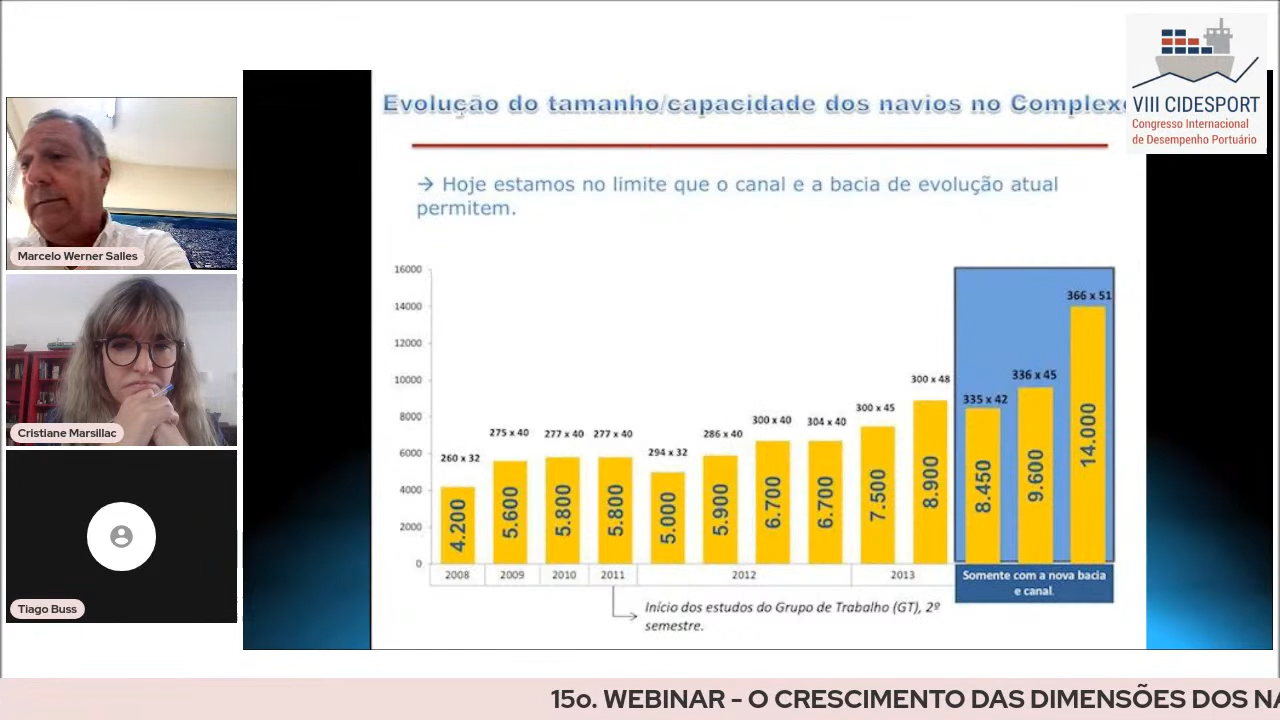 VIII CIDESPORT
Congresso Internacional
de Desempenho Portuário
Evolução do tamanho/capacidade dos navios no Complexo
→ Hoje estamos no limite que o canal e a bacia de evolução atual
permitem.
Marcelo Werner Salles
Cristiane Marsillac
Tiago Buss
16000
14000
12000
10000
8000
6000
4000
2000
0
260 x 32
275 x 40
277 x 40
277 x 40
294 x 32
286 x 40
300 x 40
304 x 40
300 x 45
300 x 48
335 x 42
336 x 45
366 x 51
4.200
5.600
5.800
5.800
5.000
5.900
6.700
6.700
7.500
8.900
8.450
9.600
14.000
2008
2009
2010
2011
2012
2013
Somente com a nova bacia
e canal.
Início dos estudos do Grupo de Trabalho (GT), 2º
semestre.
15o. WEBINAR – O CRESCIMENTO DAS DIMENSÕES DOS NA